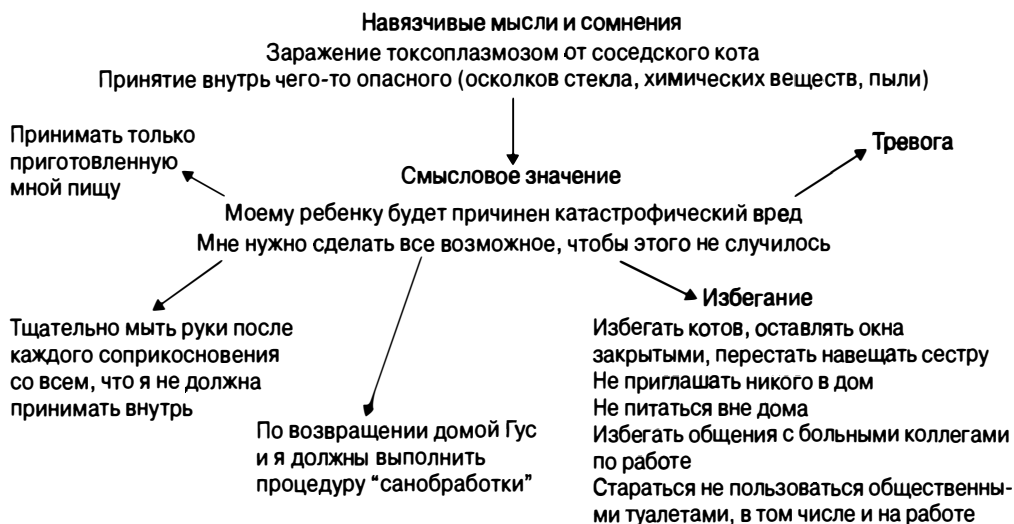 Навязчивые мысли и сомнения
Заражение токсоплазмозом от соседского кота
Принятие внутрь чего-то опасного (осколков стекла, химических веществ, пыли)
Принимать только
приготовленную
мной пищу
Тревога
Смысловое значение
Моему ребенку будет причинен катастрофический вред
Мне нужно сделать все возможное, чтобы этого не случилось
Тщательно мыть руки после
каждого соприкосновения
со всем, что я не должна
принимать внутрь
По возвращении домой Гус
и я должны выполнить
процедуру “санобработки”
Избегание
Избегать котов, оставлять окна
закрытыми, перестать навещать сестру
Не приглашать никого в дом
Не питаться вне дома
Избегать общения с больными коллегами
по работе
Стараться не пользоваться общественны-
ми туалетами, в том числе и на работе